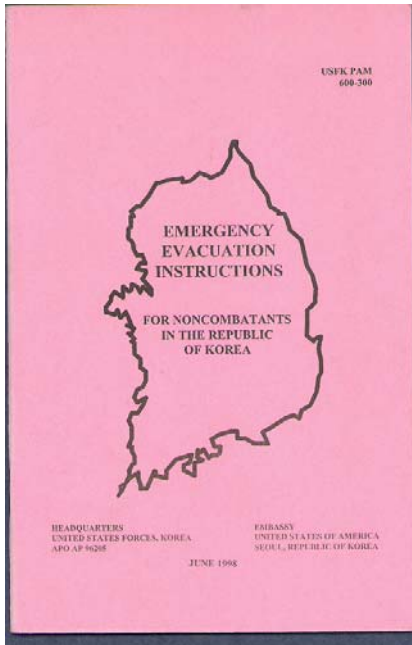 USFK PAM
600-300
EMERGENCY
EVACUATION
INSTRUCTIONS
FOR NONCOMBATANTS
IN THE REPUBLIC
OF KOREA
HEADQUARTERS
UNITED STATES FORCES, KOREA
APO AP 96205
EMBASSY
UNITED STATES OF AMERICA
SEOUL, REPUBLIC OF KOREA
JUNE 1998